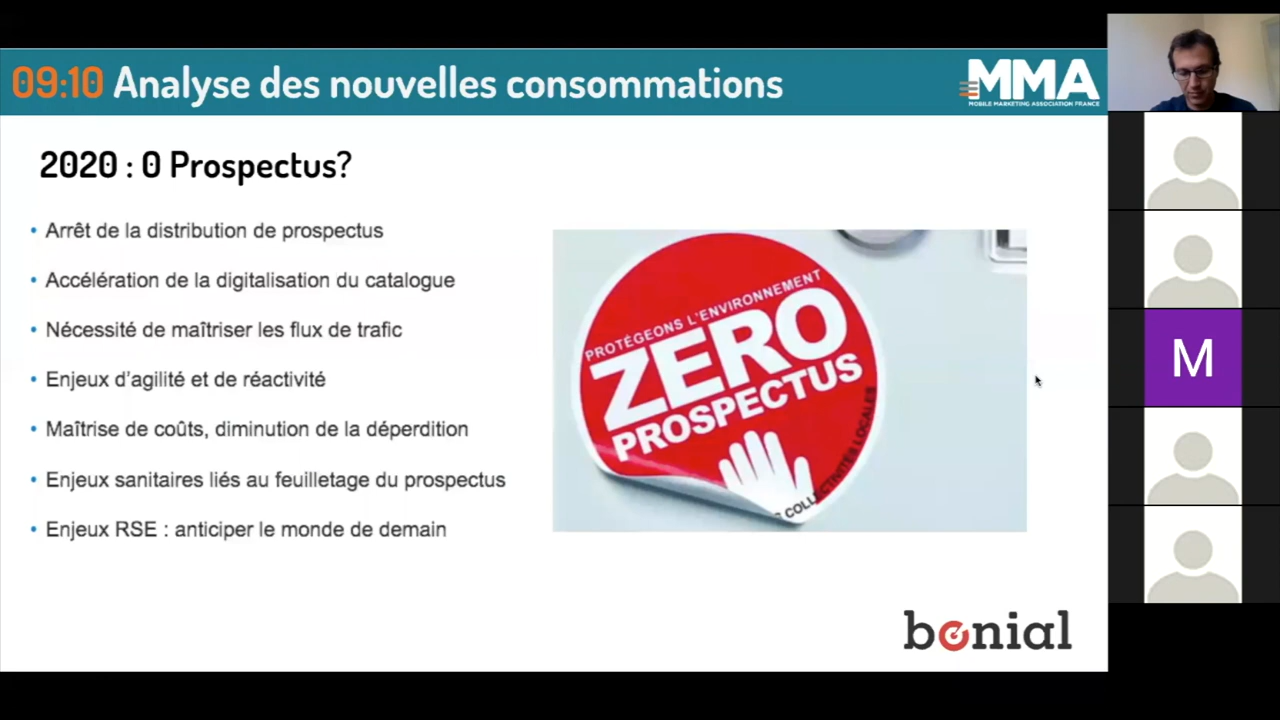 09:10 Analyse des nouvelles consommations
MMA
MOBILE MARKETING ASSOCIATION FRANCE
2020 : 0 Prospectus?
• Arrêt de la distribution de prospectus
• Accélération de la digitalisation du catalogue
• Nécessité de maîtriser les flux de trafic
• Enjeux d'agilité et de réactivité
• Maîtrise de coûts, diminution de la déperdition
• Enjeux sanitaires liés au feuilletage du prospectus
• Enjeux RSE : anticiper le monde de demain
PROTÉGEONS L'ENVIRONNEMENT
ZERO
PROSPECTUS
COLLECTIVITÉS LOCALES
bonial
M